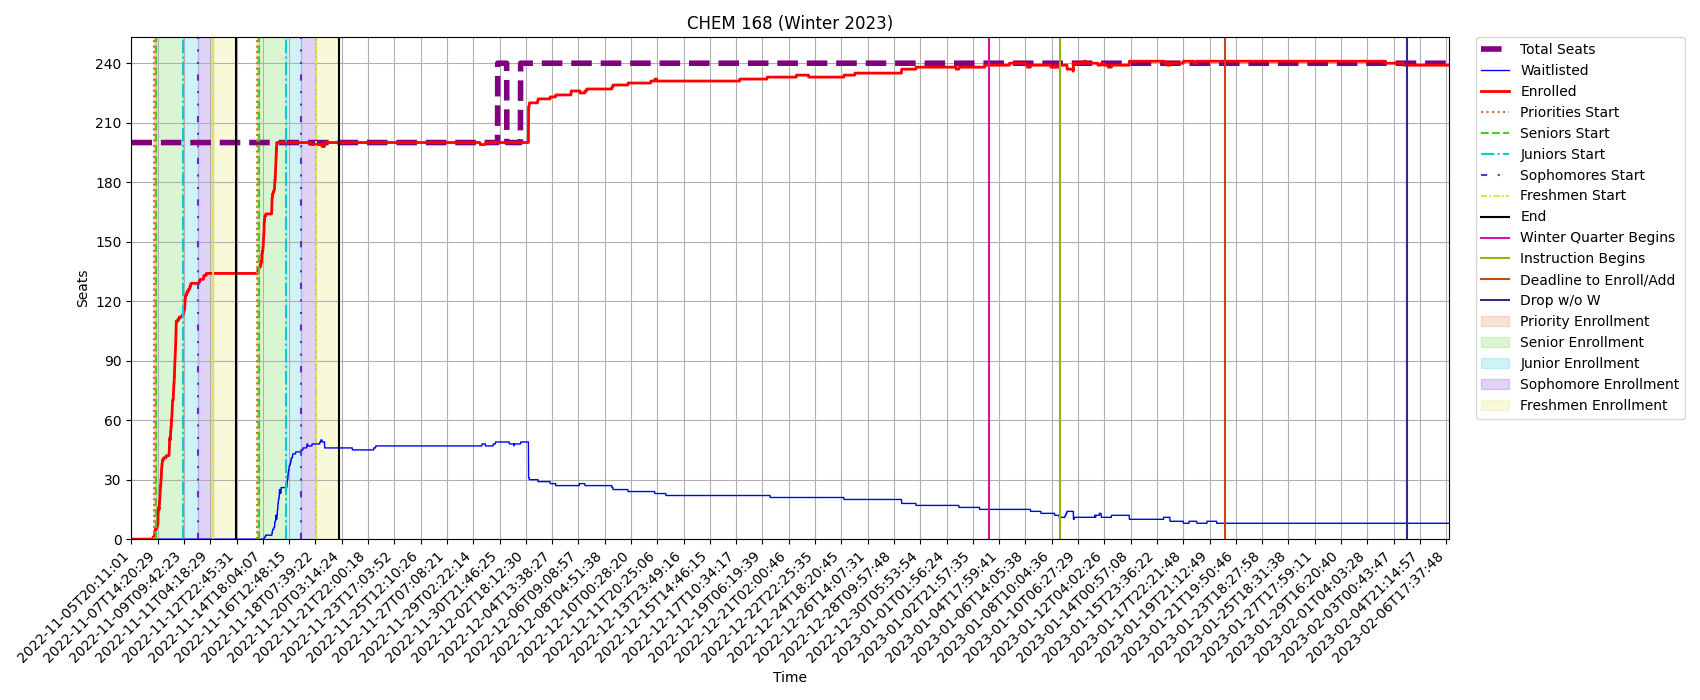 CHEM 168 (Winter 2023)
Seats
240
210
180
150
120
90
60
30
0
2022-11-05T20:11:01
2022-11-07T14:20:29
2022-11-09T09:42:23
2022-11-11T04:18:29
2022-11-12T22:45:31
2022-11-14T18:04:07
2022-11-16T12:48:15
2022-11-18T07:39:22
2022-11-20T03:14:24
2022-11-21T22:00:18
2022-11-23T17:03:52
2022-11-25T12:10:26
2022-11-27T07:08:21
2022-11-29T02:22:14
2022-11-30T21:46:25
2022-12-02T18:12:30
2022-12-04T13:38:27
2022-12-06T09:08:57
2022-12-08T04:51:38
2022-12-10T00:28:20
2022-12-11T20:25:06
2022-12-13T23:49:16
2022-12-15T14:46:15
2022-12-17T10:34:17
2022-12-19T06:19:39
2022-12-21T02:00:46
2022-12-22T22:25:35
2022-12-24T18:20:45
2022-12-26T14:07:31
2022-12-28T09:57:48
2022-12-30T05:53:54
2023-01-01T01:56:24
2023-01-02T21:57:35
2023-01-04T17:59:41
2023-01-06T14:05:38
2023-01-08T10:04:36
2023-01-10T06:27:29
2023-01-12T04:02:26
2023-01-14T00:57:08
2023-01-15T23:36:22
2023-01-17T22:21:48
2023-01-19T21:12:49
2023-01-21T19:50:46
2023-01-23T18:27:58
2023-01-25T18:31:38
2023-01-27T17:59:11
2023-01-29T16:20:40
2023-02-01T04:03:28
2023-02-03T00:43:47
2023-02-04T21:14:57
2023-02-06T17:37:48
Time
Total Seats
Waitlisted
Enrolled
Priorities Start
Seniors Start
Juniors Start
Sophomores Start
Freshmen Start
End
Winter Quarter Begins
Instruction Begins
Deadline to Enroll/Add
Drop w/o W
Priority Enrollment
Senior Enrollment
Junior Enrollment
Sophomore Enrollment
Freshmen Enrollment